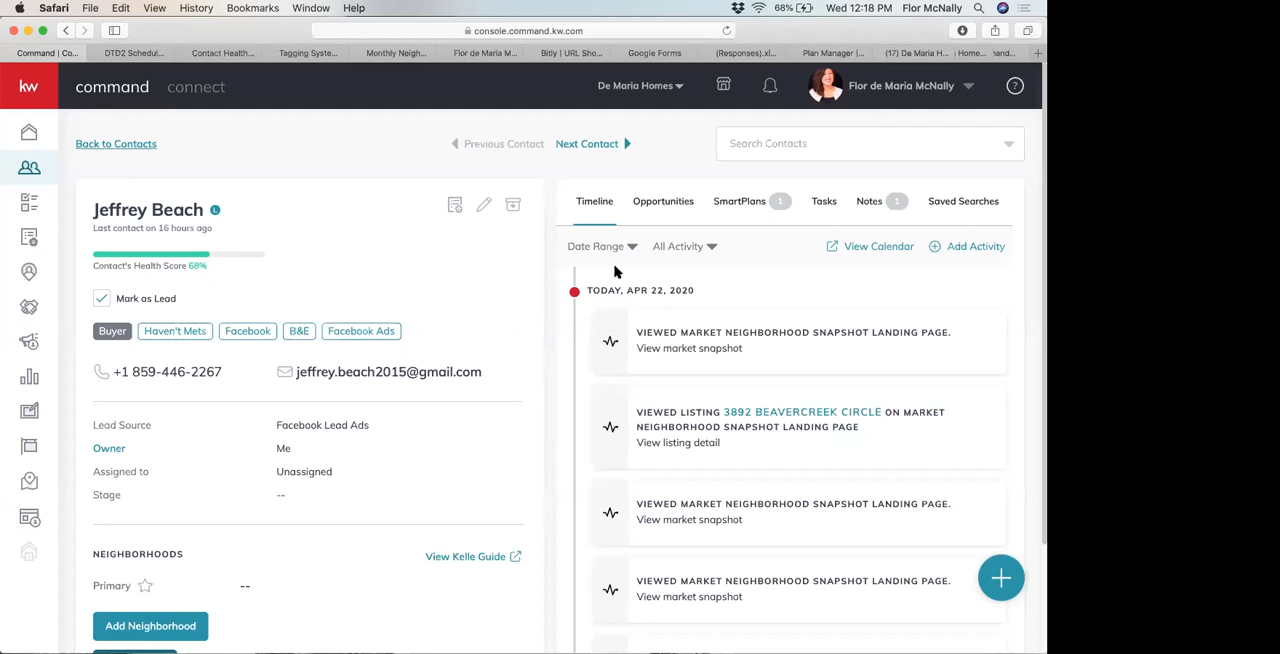 Safari File Edit View History Bookmarks Window Help 68% Wed 12:18 PM Flor McNally
console.command.kw.com
Command | Co... DTD2 Schedul... Contact Health... Tagging Syste... Monthly Neigh... Flor de Maria M... Bitly | URL Sho... Google Forms (Responses).xl... Plan Manager |... (17) De Maria H... Home...
kw command connect De Maria Homes Flor de Maria McNally ?
Back to Contacts Previous Contact Next Contact Search Contacts
Jeffrey Beach L
Last contact on 16 hours ago
Contact's Health Score 68%
Mark as Lead
Buyer Haven't Mets Facebook B&E Facebook Ads
+1 859-446-2267 jeffrey.beach2015@gmail.com
Lead Source Facebook Lead Ads
Owner Me
Assigned to Unassigned
Stage --
NEIGHBORHOODS View Kelle Guide
Primary --
Add Neighborhood
Timeline Opportunities SmartPlans 1 Tasks Notes 1 Saved Searches
Date Range All Activity View Calendar Add Activity
TODAY, APR 22, 2020
VIEWED MARKET NEIGHBORHOOD SNAPSHOT LANDING PAGE.
View market snapshot
VIEWED LISTING 3892 BEAVERCREEK CIRCLE ON MARKET
NEIGHBORHOOD SNAPSHOT LANDING PAGE
View listing detail
VIEWED MARKET NEIGHBORHOOD SNAPSHOT LANDING PAGE.
View market snapshot
VIEWED MARKET NEIGHBORHOOD SNAPSHOT LANDING PAGE.
View market snapshot